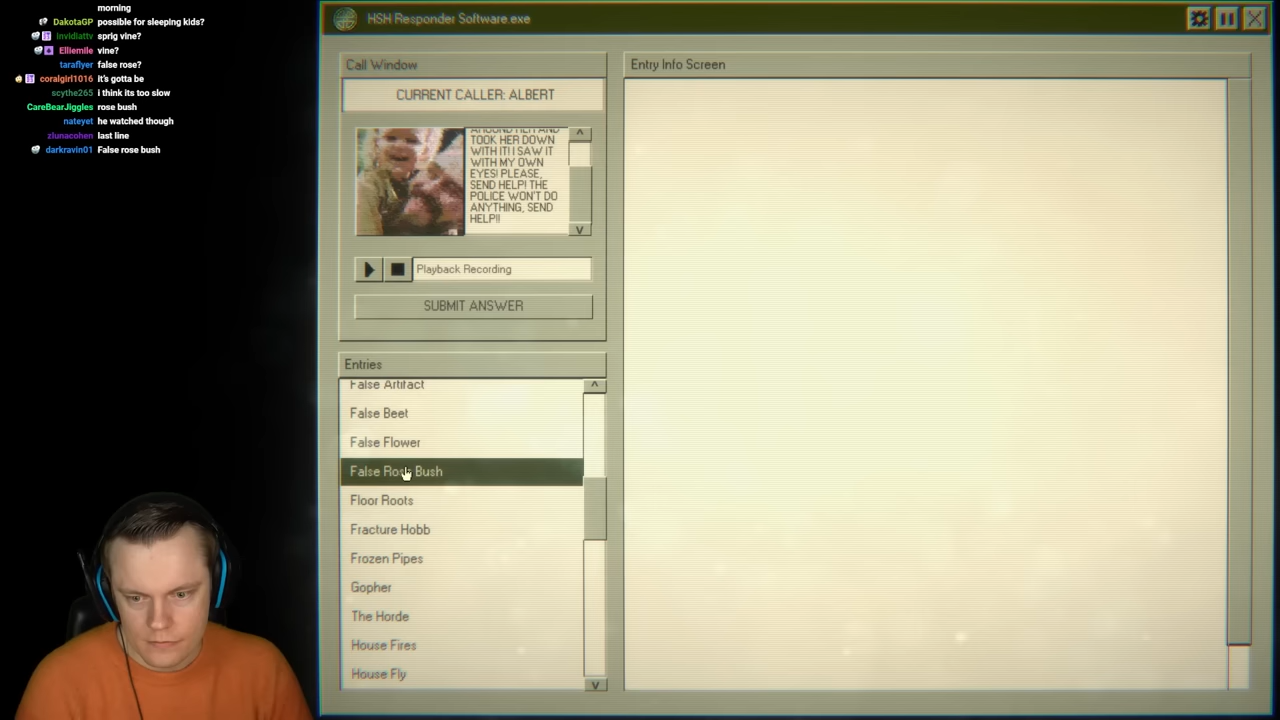 morning
DakotaGP possible for sleeping kids?
invidiattv sprig vine?
Elliemile vine?
taraflyer false rose?
coralgirl1016 it's gotta be
scythe265 i think its too slow
CareBearJiggles rose bush
nateyet he watched though
zlunacohen last line
darkravin01 False rose bush
HSH Responder Software.exe
Call Window
CURRENT CALLER: ALBERT
AROUND HER AND
TOOK HER DOWN
WITH IT! I SAW IT
WITH MY OWN
EYES! PLEASE,
SEND HELP! THE
POLICE WON'T DO
ANYTHING, SEND
HELP!!
Playback Recording
SUBMIT ANSWER
Entries
False Artifact
False Beet
False Flower
False Rose Bush
Floor Roots
Fracture Hobb
Frozen Pipes
Gopher
The Horde
House Fires
House Fly
Entry Info Screen